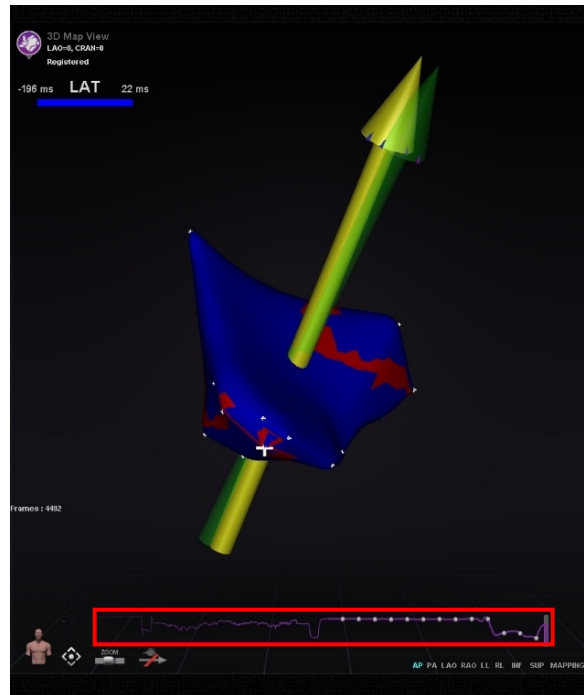 3D Map View
LAO=0, CRAN=0
Registered
-196 ms LAT 22 ms
Frames : 4492
ZOOM
AP PA LAO RAO LL RL INF SUP MAPPING